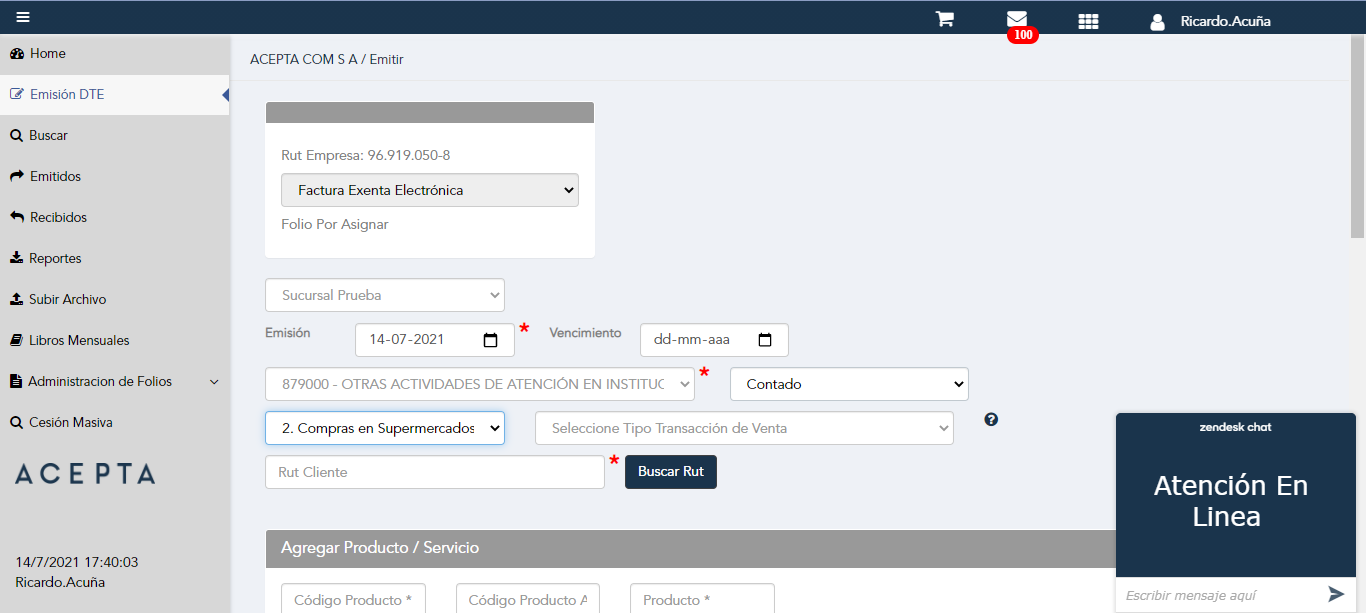 Ricardo.Acuña
100
Home
Emisión DTE
Buscar
Emitidos
Recibidos
Reportes
Subir Archivo
Libros Mensuales
Administracion de Folios
Cesión Masiva
ACEPTA
14/7/2021 17:40:03
Ricardo.Acuña
ACEPTA COM S A / Emitir
Rut Empresa: 96.919.050-8
Factura Exenta Electrónica
Folio Por Asignar
Sucursal Prueba
Emisión 14-07-2021 * Vencimiento dd-mm-aaa
879000 - OTRAS ACTIVIDADES DE ATENCIÓN EN INSTITUC * Contado
2. Compras en Supermercados Seleccione Tipo Transacción de Venta ?
Rut Cliente * Buscar Rut
Agregar Producto / Servicio
Código Producto * Código Producto A Producto *
zendesk chat
Atención En
Linea
Escribir mensaje aquí